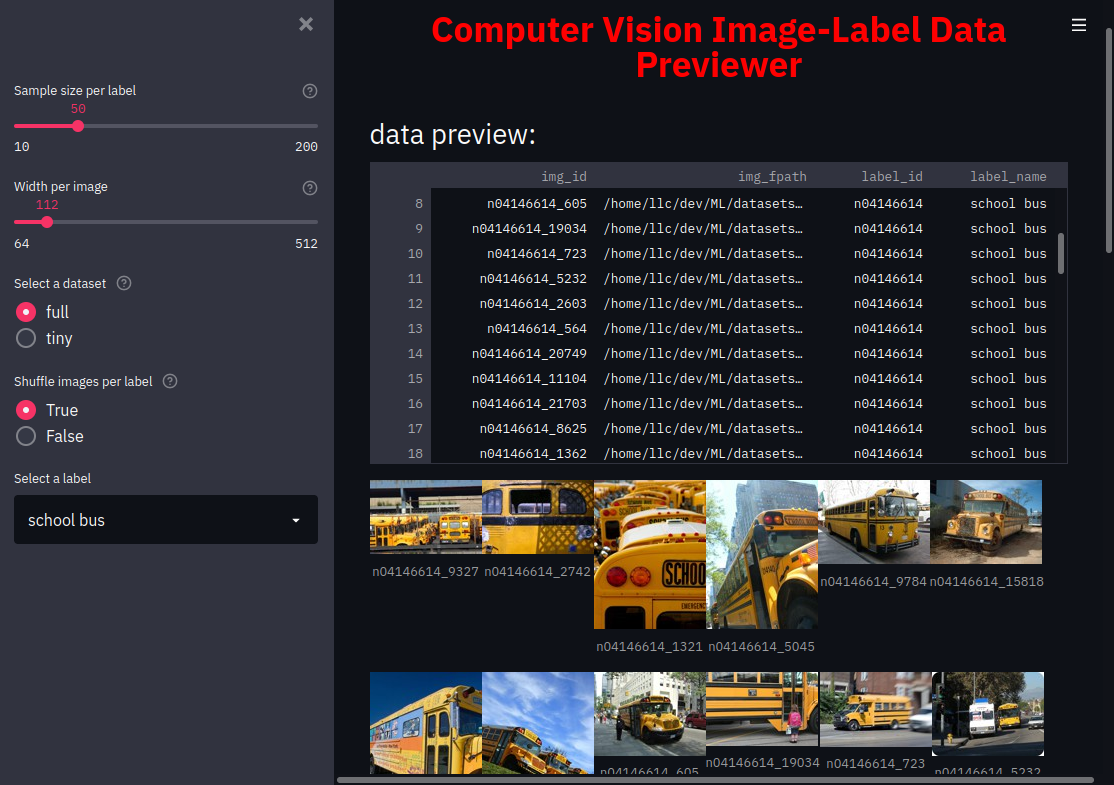 Sample size per label
50
10 200
Width per image
112
64 512
Select a dataset
full
tiny
Shuffle images per label
True
False
Select a label
school bus
Computer Vision Image-Label Data
Previewer
data preview:
img_id img_fpath label_id label_name
8 n04146614_605 /home/llc/dev/ML/datasets… n04146614 school bus
9 n04146614_19034 /home/llc/dev/ML/datasets… n04146614 school bus
10 n04146614_723 /home/llc/dev/ML/datasets… n04146614 school bus
11 n04146614_5232 /home/llc/dev/ML/datasets… n04146614 school bus
12 n04146614_2603 /home/llc/dev/ML/datasets… n04146614 school bus
13 n04146614_564 /home/llc/dev/ML/datasets… n04146614 school bus
14 n04146614_20749 /home/llc/dev/ML/datasets… n04146614 school bus
15 n04146614_11104 /home/llc/dev/ML/datasets… n04146614 school bus
16 n04146614_21703 /home/llc/dev/ML/datasets… n04146614 school bus
17 n04146614_8625 /home/llc/dev/ML/datasets… n04146614 school bus
18 n04146614_1362 /home/llc/dev/ML/datasets… n04146614 school bus
SCHOO
EMERGENC
n04146614_9327 n04146614_2742 n04146614_1321 n04146614_5045 n04146614_9784 n04146614_15818
n04146614_605 n04146614_19034 n04146614_723 n04146614_5232